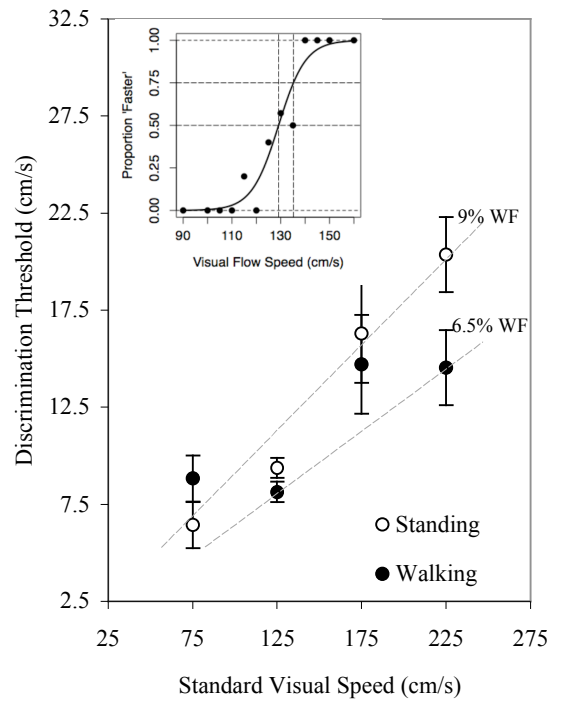 32.5
27.5
22.5
17.5
12.5
7.5
2.5
Discrimination Threshold (cm/s)
1.00
0.75
0.50
0.25
0.00
Proportion 'Faster'
90 110 130 150
Visual Flow Speed (cm/s)
9% WF
6.5% WF
Standing
Walking
25 75 125 175 225 275
Standard Visual Speed (cm/s)